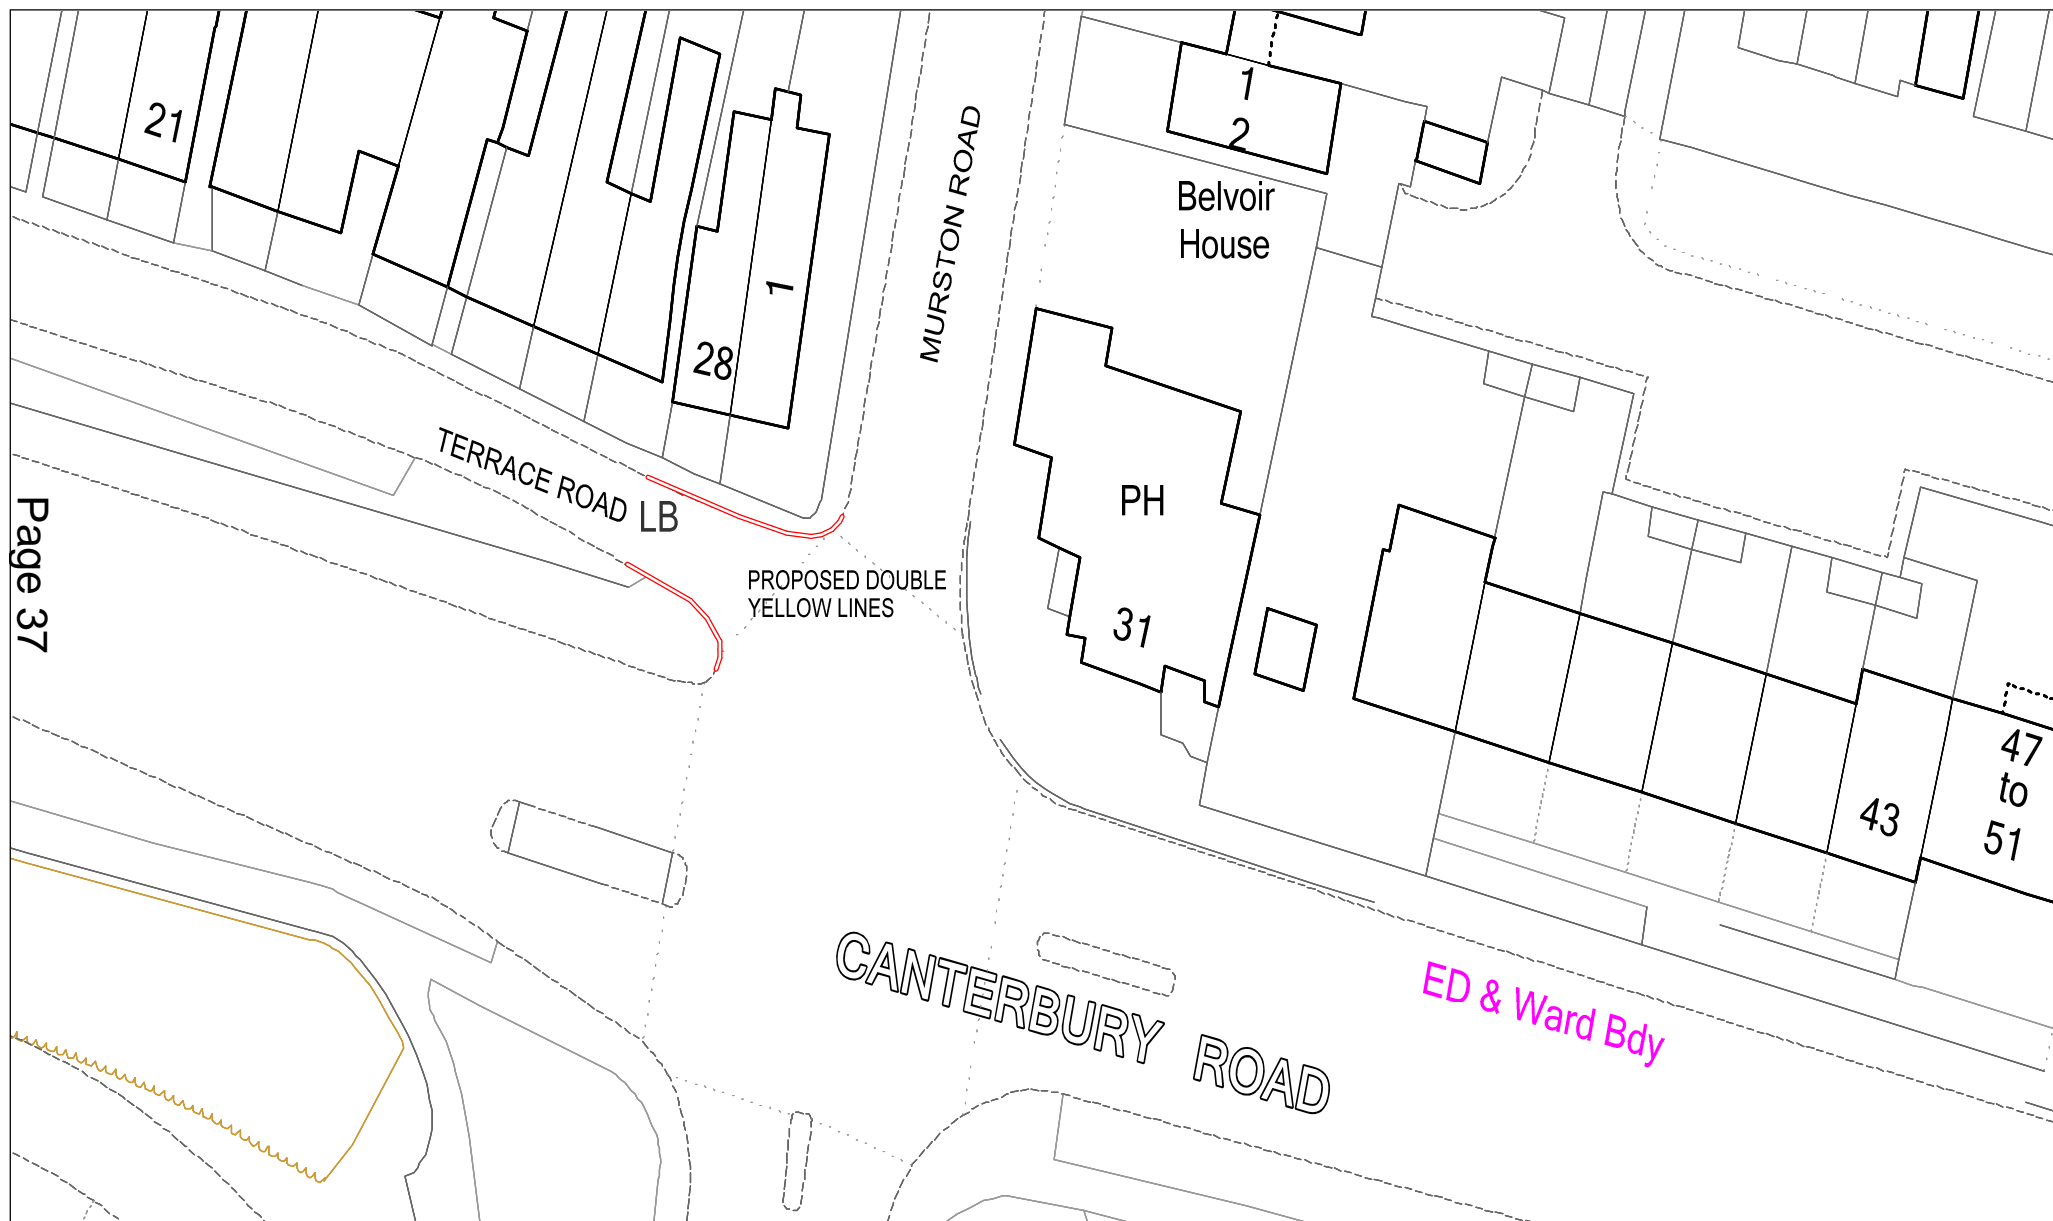 21
1
2
Belvoir
House
MURSTON ROAD
1
28
TERRACE ROAD
LB
PH
31
PROPOSED DOUBLE
YELLOW LINES
Page 37
47
to
51
43
CANTERBURY ROAD
ED & Ward Bdy